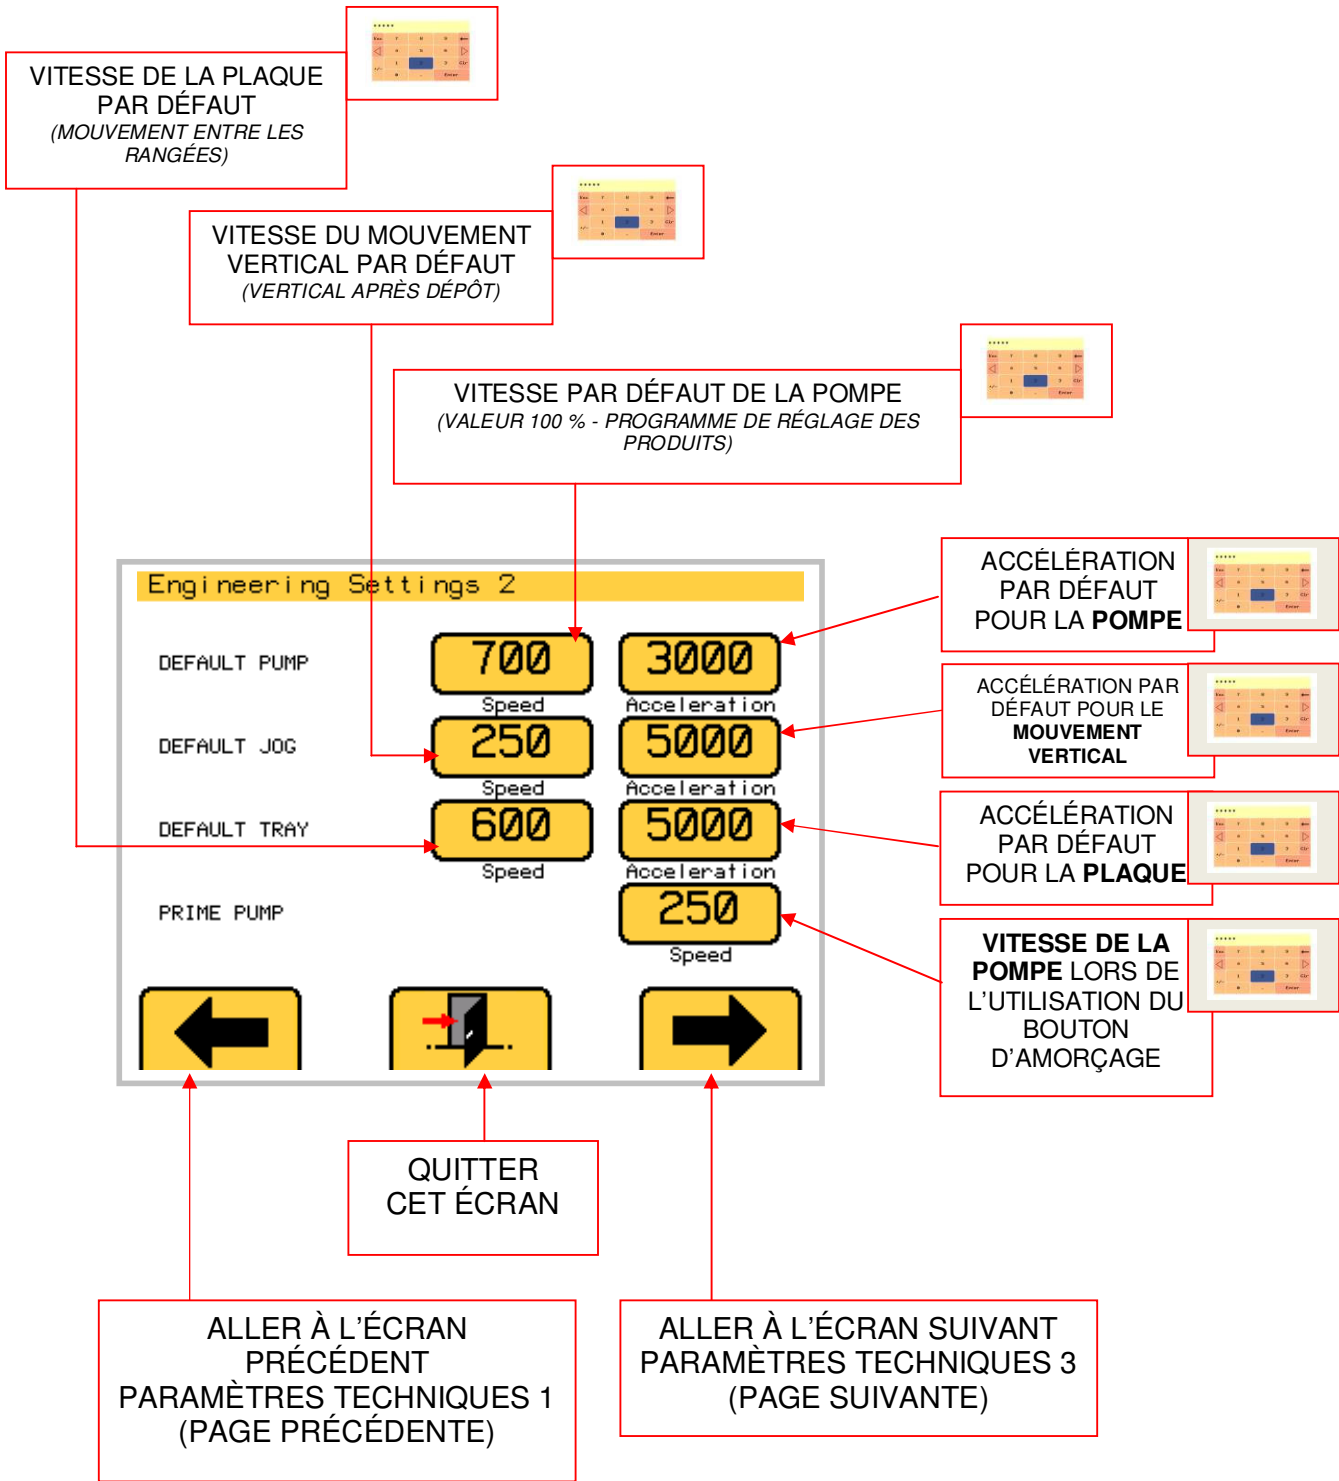 VITESSE DE LA PLAQUE
PAR DÉFAUT
(MOUVEMENT ENTRE LES
RANGÉES)
VITESSE DU MOUVEMENT
VERTICAL PAR DÉFAUT
(VERTICAL APRÈS DÉPÔT)
VITESSE PAR DÉFAUT DE LA POMPE
(VALEUR 100 % - PROGRAMME DE RÉGLAGE DES
PRODUITS)
Engineering Settings 2
DEFAULT PUMP
700
Speed
3000
Acceleration
DEFAULT JOG
250
Speed
5000
Acceleration
DEFAULT TRAY
600
Speed
5000
Acceleration
PRIME PUMP
250
Speed
ACCÉLÉRATION
PAR DÉFAUT
POUR LA POMPE
ACCÉLÉRATION PAR
DÉFAUT POUR LE
MOUVEMENT
VERTICAL
ACCÉLÉRATION
PAR DÉFAUT
POUR LA PLAQUE
VITESSE DE LA
POMPE LORS DE
L'UTILISATION DU
BOUTON
D'AMORÇAGE
QUITTER
CET ÉCRAN
ALLER À L'ÉCRAN
PRÉCÉDENT
PARAMÈTRES TECHNIQUES 1
(PAGE PRÉCÉDENTE)
ALLER À L'ÉCRAN SUIVANT
PARAMÈTRES TECHNIQUES 3
(PAGE SUIVANTE)